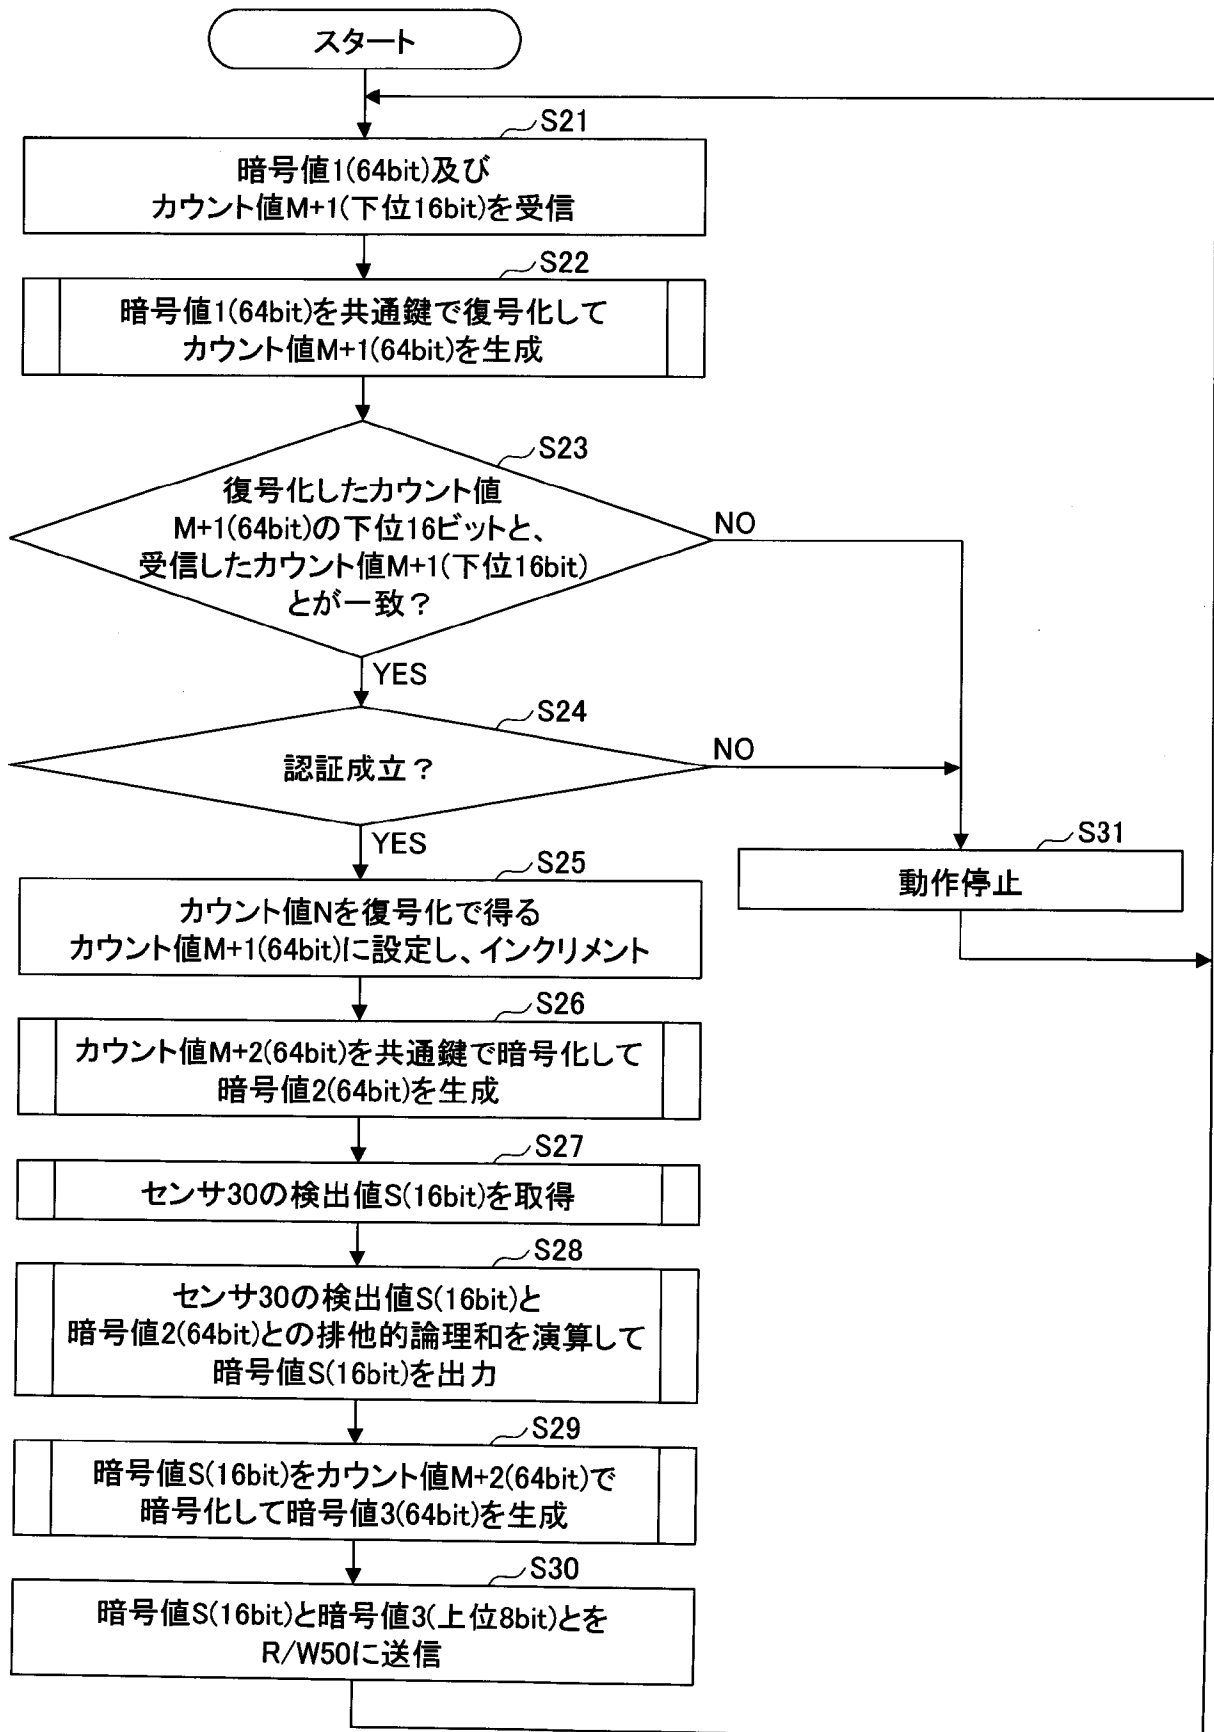 スタート
S21
暗号値1(64bit)及び
カウント値M+1(下位16bit)を受信
S22
暗号値1(64bit)を共通鍵で復号化して
カウント値M+1(64bit)を生成
S23
復号化したカウント値
M+1(64bit)の下位16ビットと、
受信したカウント値M+1(下位16bit)
とが一致?
NO
YES
S24
認証成立?
NO
YES
S31
動作停止
S25
カウント値Nを復号化で得る
カウント値M+1(64bit)に設定し、インクリメント
S26
カウント値M+2(64bit)を共通鍵で暗号化して
暗号値2(64bit)を生成
S27
センサ30の検出値S(16bit)を取得
S28
センサ30の検出値S(16bit)と
暗号値2(64bit)との排他的論理和を演算して
暗号値S(16bit)を出力
S29
暗号値S(16bit)をカウント値M+2(64bit)で
暗号化して暗号値3(64bit)を生成
S30
暗号値S(16bit)と暗号値3(上位8bit)とを
R/W50に送信